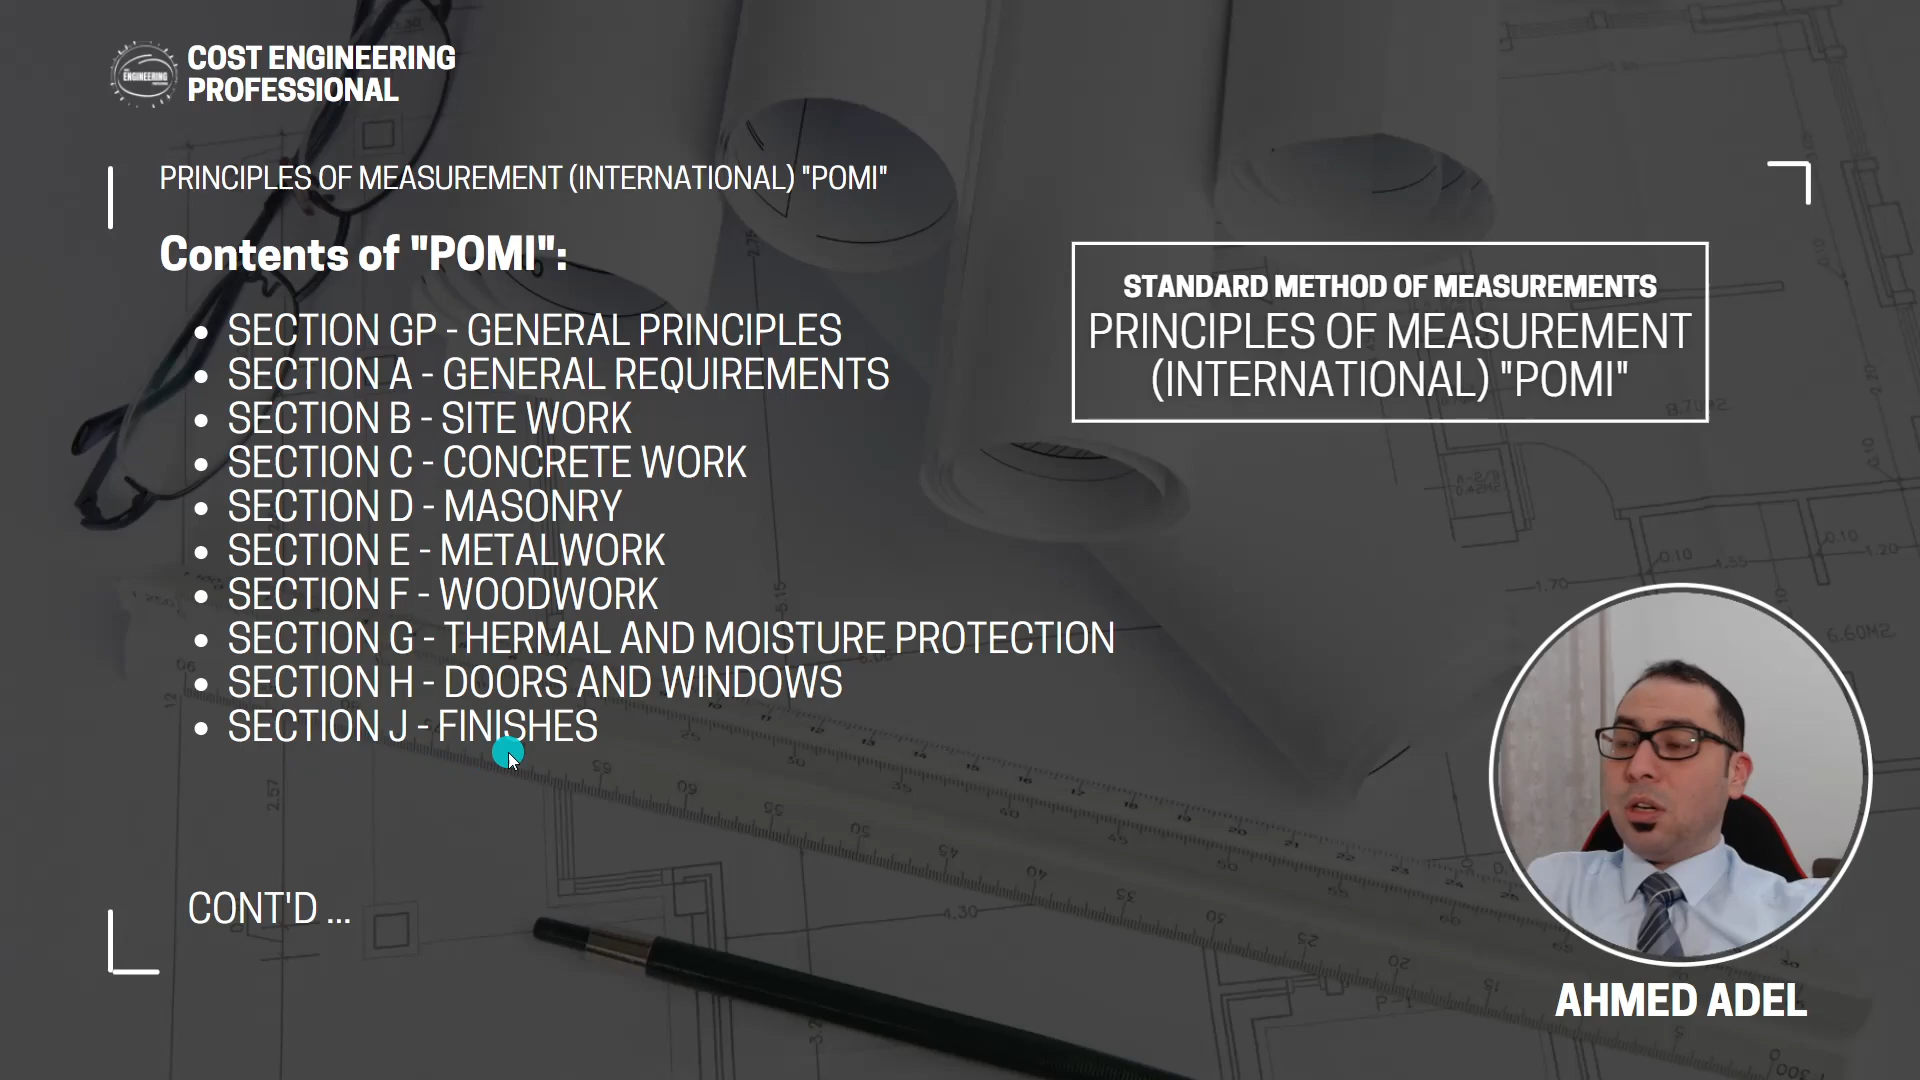 ENGINEERING
COST ENGINEERING
PROFESSIONAL
PRINCIPLES OF MEASUREMENT (INTERNATIONAL) "POMI"
Contents of "POMI":
• SECTION GP - GENERAL PRINCIPLES
• SECTION A - GENERAL REQUIREMENTS
• SECTION B - SITE WORK
• SECTION C - CONCRETE WORK
• SECTION D - MASONRY
• SECTION E - METALWORK
• SECTION F - WOODWORK
• SECTION G - THERMAL AND MOISTURE PROTECTION
• SECTION H - DOORS AND WINDOWS
• SECTION J - FINISHES
CONT'D ...
STANDARD METHOD OF MEASUREMENTS
PRINCIPLES OF MEASUREMENT
(INTERNATIONAL) "POMI"
AHMED ADEL